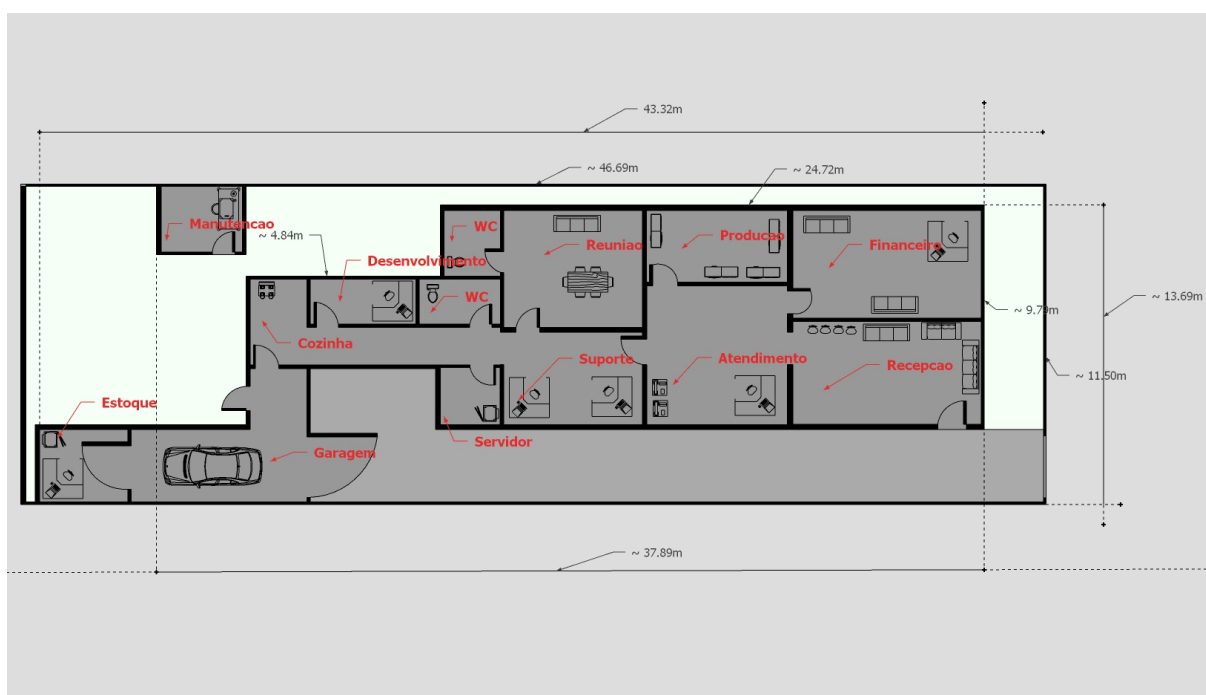 43.32m
~ 46.69m
~ 24.72m
Manutencao
~ 4.84m
WC
Reuniao
Producao
Financeiro
Desenvolvimento
WC
~ 13.69m
~ 9.79m
Cozinha
Suporte
Atendimento
Recepcao
~ 11.50m
Estoque
Garagem
Servidor
~ 37.89m